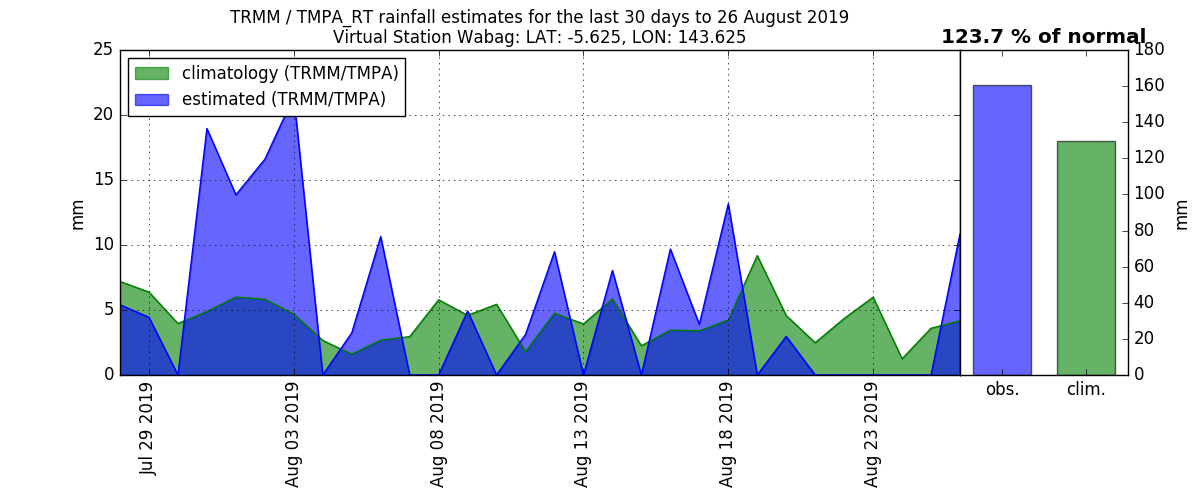 TRMM / TMPA_RT rainfall estimates for the last 30 days to 26 August 2019
Virtual Station Wabag: LAT: -5.625, LON: 143.625
123.7 % of normal
climatology (TRMM/TMPA)
estimated (TRMM/TMPA)
25
20
15
10
5
0
mm
Jul 29 2019
Aug 03 2019
Aug 08 2019
Aug 13 2019
Aug 18 2019
Aug 23 2019
obs.
clim.
180
160
140
120
100
80
60
40
20
0
mm